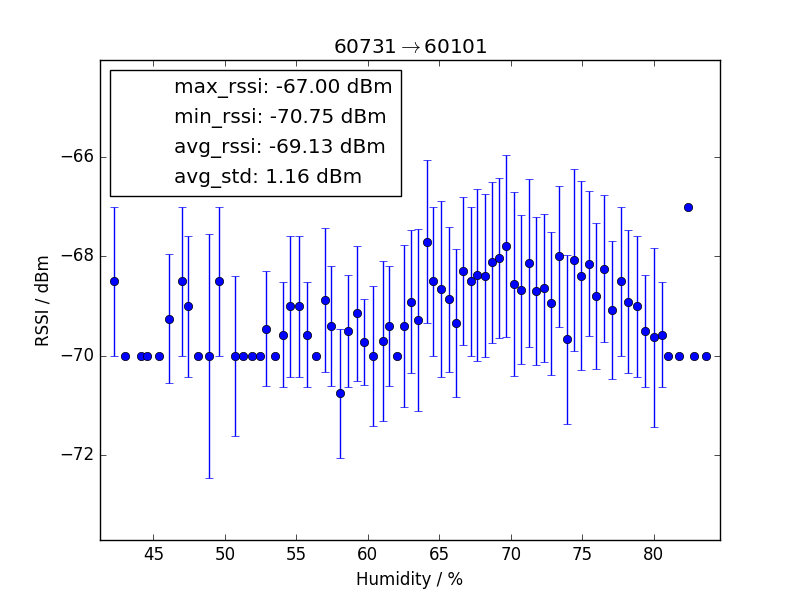 60731→60101
max_rssi: -67.00 dBm
min_rssi: -70.75 dBm
avg_rssi: -69.13 dBm
avg_std: 1.16 dBm
RSSI / dBm
−66
−68
−70
−72
45 50 55 60 65 70 75 80
Humidity / %